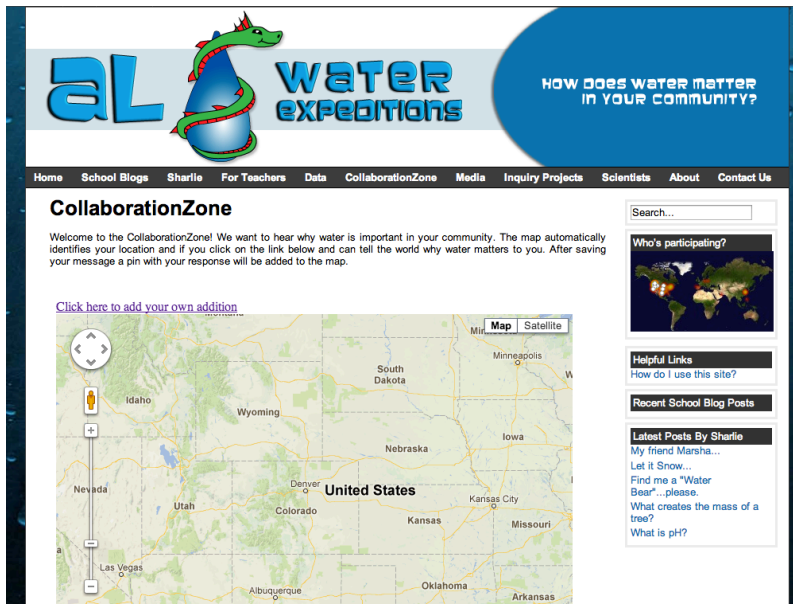 aL
water
expeditions
How does water matter
in your community?
Home School Blogs Sharlie For Teachers Data CollaborationZone Media Inquiry Projects Scientists About Contact Us
CollaborationZone
Welcome to the CollaborationZone! We want to hear why water is important in your community. The map automatically
identifies your location and if you click on the link below and can tell the world why water matters to you. After saving
your message a pin with your response will be added to the map.
Click here to add your own addition
Map Satellite
Montana
Minneapolis
South
Dakota
Idaho
Wyoming
Iowa
Nebraska
Nevada
Denver
United States
Kansas City
Utah
Colorado
Kansas
Missouri
Las Vegas
Albuquerque
Oklahoma
Arkansas
Search...
Who's participating?
Helpful Links
How do I use this site?
Recent School Blog Posts
Latest Posts By Sharlie
My friend Marsha...
Let it Snow...
Find me a "Water
Bear"...please.
What creates the mass of a
tree?
What is pH?